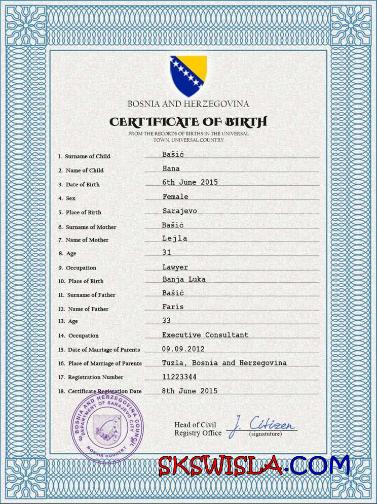 BOSNIA AND HERZEGOVINA
CERTIFICATE OF BIRTH
FROM THE RECORDS OF BIRTHS IN THE UNIVERSAL
TOWN, UNIVERSAL COUNTRY
1. Surname of Child Bašić
2. Name of Child Hana
3. Date of Birth 6th June 2015
4. Sex Female
5. Place of Birth Sarajevo
6. Surname of Mother Bašić
7. Name of Mother Lejla
8. Age 31
9. Occupation Lawyer
10. Place of Birth Banja Luka
11. Surname of Father Bašić
12. Name of Father Faris
13. Age 33
14. Occupation Executive Consultant
15. Date of Marriage of Parents 09.09.2012
16. Place of Marriage of Parents Tuzla, Bosnia and Herzegovina
17. Registration Number 11223344
18. Certificate Registration Date 8th June 2015
BOSNIA AND HERZEGOVINA
Head of Civil
Registry Office
J. Citizen
(signature)
SKSWISLA.COM